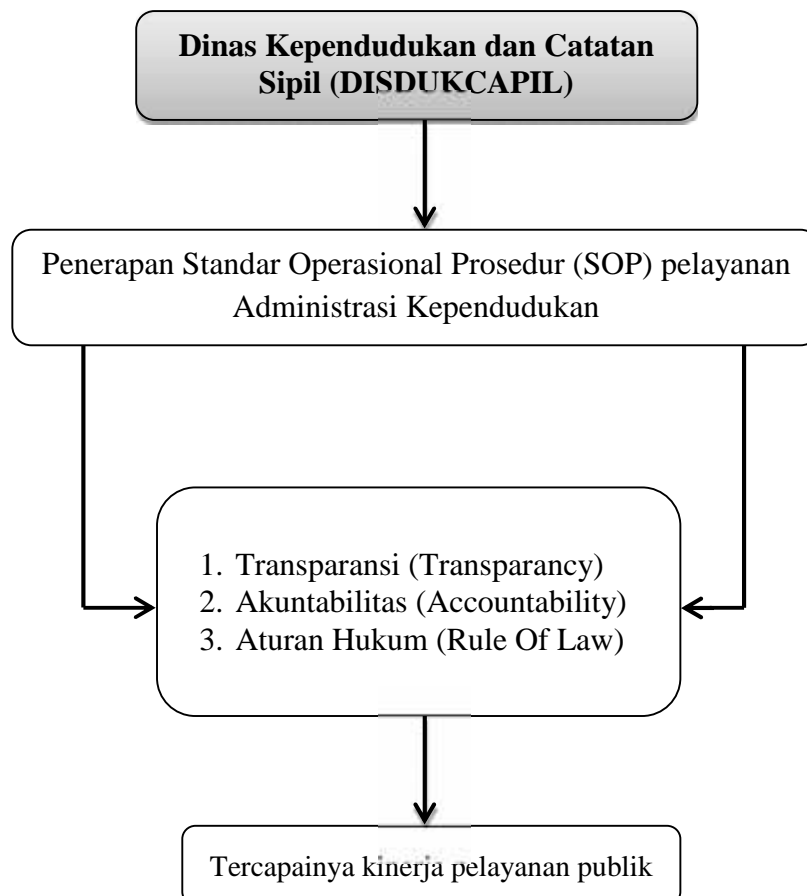 Dinas Kependudukan dan Catatan
Sipil (DISDUKCAPIL)
Penerapan Standar Operasional Prosedur (SOP) pelayanan
Administrasi Kependudukan
1. Transparansi (Transparancy)
2. Akuntabilitas (Accountability)
3. Aturan Hukum (Rule Of Law)
Tercapainya kinerja pelayanan publik